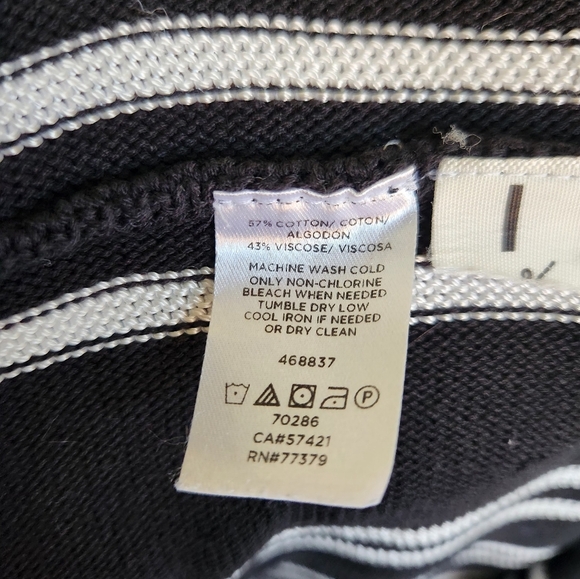 57% COTTON/ COTON/
ALGODÓN
43% VISCOSE/ VISCOSA
MACHINE WASH COLD
ONLY NON-CHLORINE
BLEACH WHEN NEEDED
TUMBLE DRY LOW
COOL IRON IF NEEDED
OR DRY CLEAN
468837
P
70286
CA#57421
RN#77379